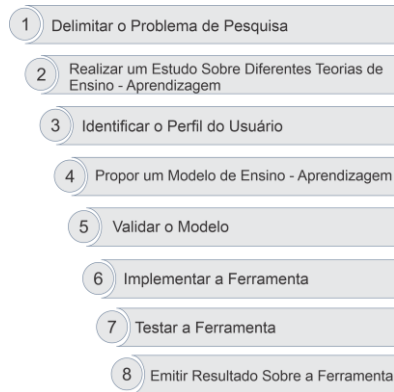 1 Delimitar o Problema de Pesquisa
2 Realizar um Estudo Sobre Diferentes Teorias de
Ensino - Aprendizagem
3 Identificar o Perfil do Usuário
4 Propor um Modelo de Ensino - Aprendizagem
5 Validar o Modelo
6 Implementar a Ferramenta
7 Testar a Ferramenta
8 Emitir Resultado Sobre a Ferramenta